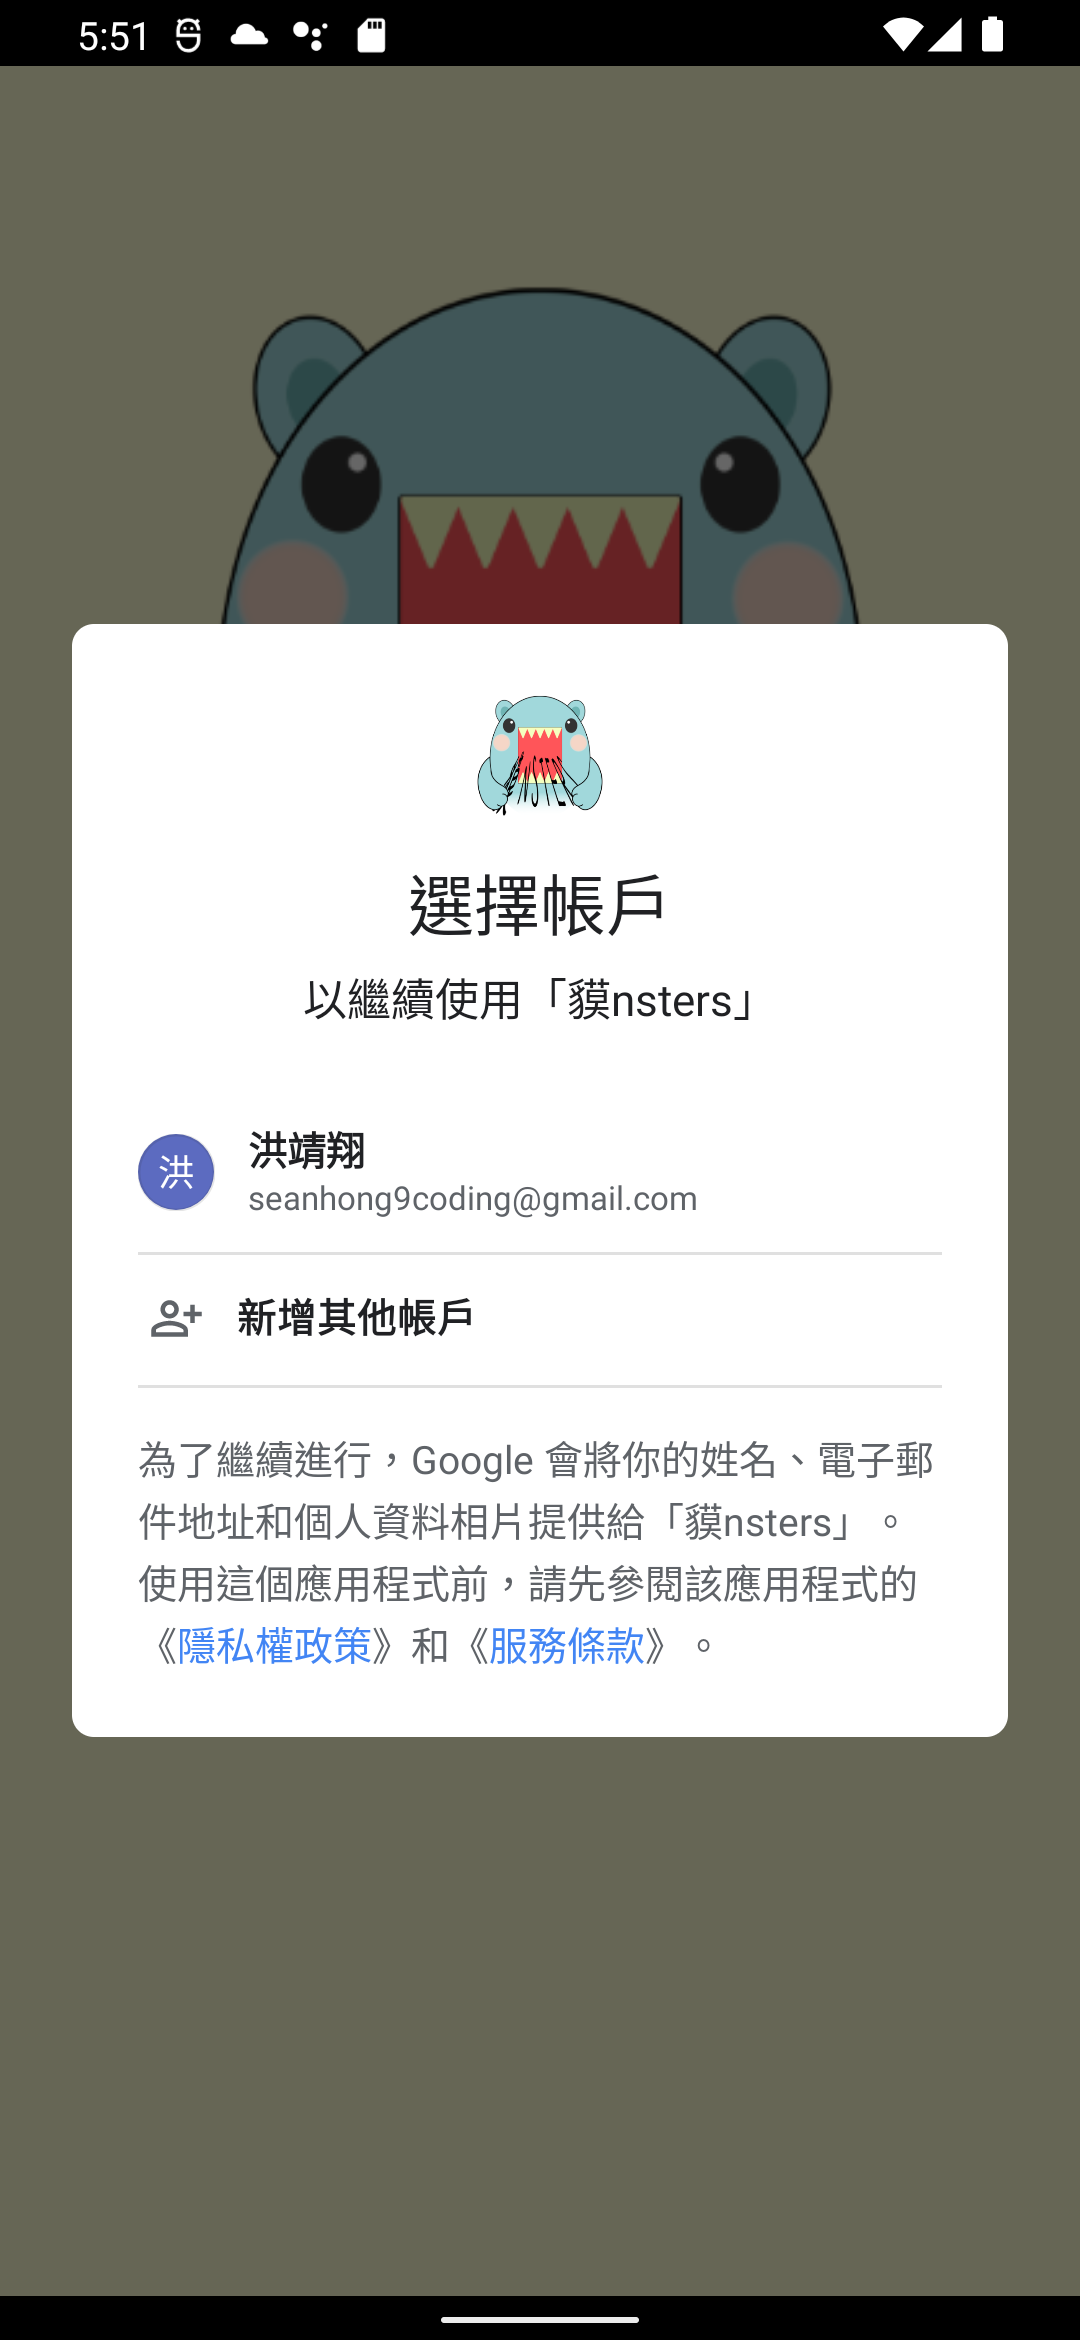 5:51
選擇帳戶
以繼續使用「貘nsters」
洪
洪靖翔
seanhong9coding@gmail.com
新增其他帳戶
為了繼續進行，Google 會將你的姓名、電子郵
件地址和個人資料相片提供給「貘nsters」。
使用這個應用程式前，請先參閱該應用程式的
《隱私權政策》和《服務條款》。